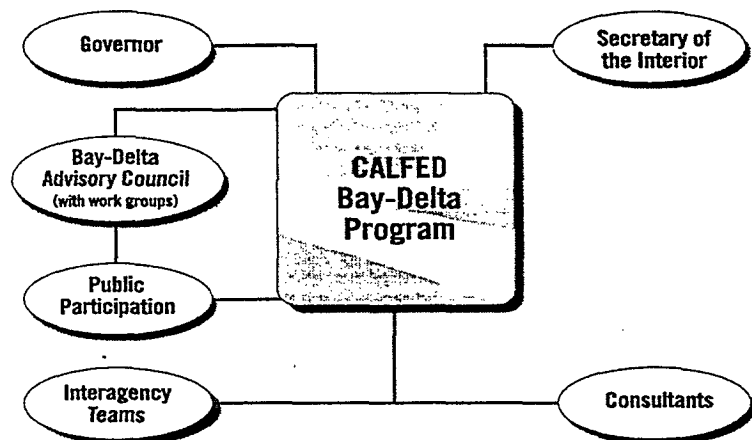 Governor
Secretary of
the Interior
Bay-Delta
Advisory Council
(with work groups)
CALFED
Bay-Delta
Program
Public
Participation
Interagency
Teams
Consultants